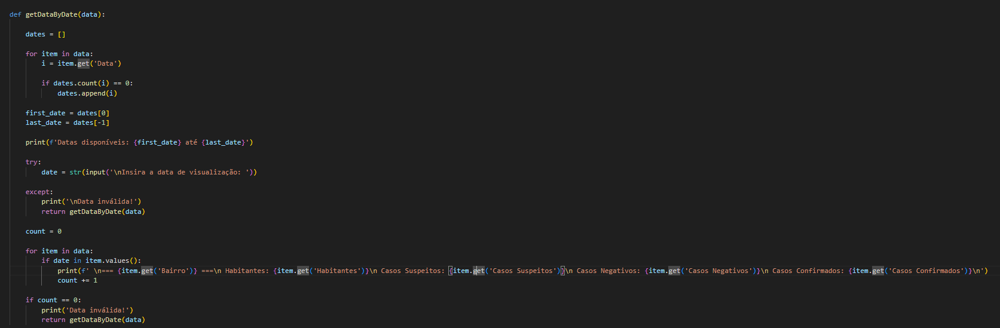 def getDataByDate(data):
dates = []
for item in data:
i = item.get('Data')
if dates.count(i) == 0:
dates.append(i)
first_date = dates[0]
last_date = dates[-1]
print(f'Datas disponíveis: {first_date} até {last_date}')
try:
date = str(input('\nInsira a data de visualização: '))
except:
print('\nData inválida!')
return getDataByDate(data)
count = 0
for item in data:
if date in item.values():
print(f' \n=== {item.get('Bairro')} ===\n Habitantes: {item.get('Habitantes')}\n Casos Suspeitos: {item.get('Casos Suspeitos')}\n Casos Negativos: {item.get('Casos Negativos')}\n Casos Confirmados: {item.get('Casos Confirmados')}\n')
count += 1
if count == 0:
print('Data inválida!')
return getDataByDate(data)